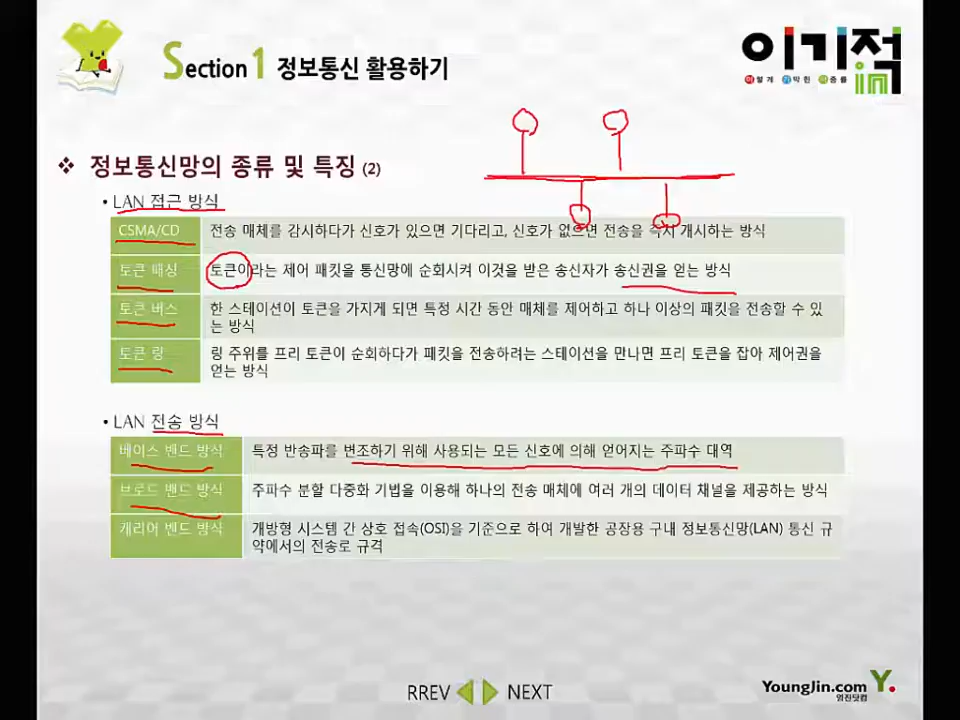 Section 1 정보통신 활용하기
이기적in
이렇게 기막힌 적중률
❖ 정보통신망의 종류 및 특징 (2)
• LAN 접근 방식
CSMA/CD 전송 매체를 감시하다가 신호가 있으면 기다리고, 신호가 없으면 전송을 즉시 개시하는 방식
토큰 패싱 토큰이라는 제어 패킷을 통신망에 순회시켜 이것을 받은 송신자가 송신권을 얻는 방식
토큰 버스 한 스테이션이 토큰을 가지게 되면 특정 시간 동안 매체를 제어하고 하나 이상의 패킷을 전송할 수 있
는 방식
토큰 링 링 주위를 프리 토큰이 순회하다가 패킷을 전송하려는 스테이션을 만나면 프리 토큰을 잡아 제어권을
얻는 방식
• LAN 전송 방식
베이스 밴드 방식 특정 반송파를 변조하기 위해 사용되는 모든 신호에 의해 얻어지는 주파수 대역
브로드 밴드 방식 주파수 분할 다중화 기법을 이용해 하나의 전송 매체에 여러 개의 데이터 채널을 제공하는 방식
캐리어 밴드 방식 개방형 시스템 간 상호 접속(OSI)을 기준으로 하여 개발한 공장용 구내 정보통신망(LAN) 통신 규
약에서의 전송로 규격
RREV NEXT
YoungJin.com Y.
영진닷컴